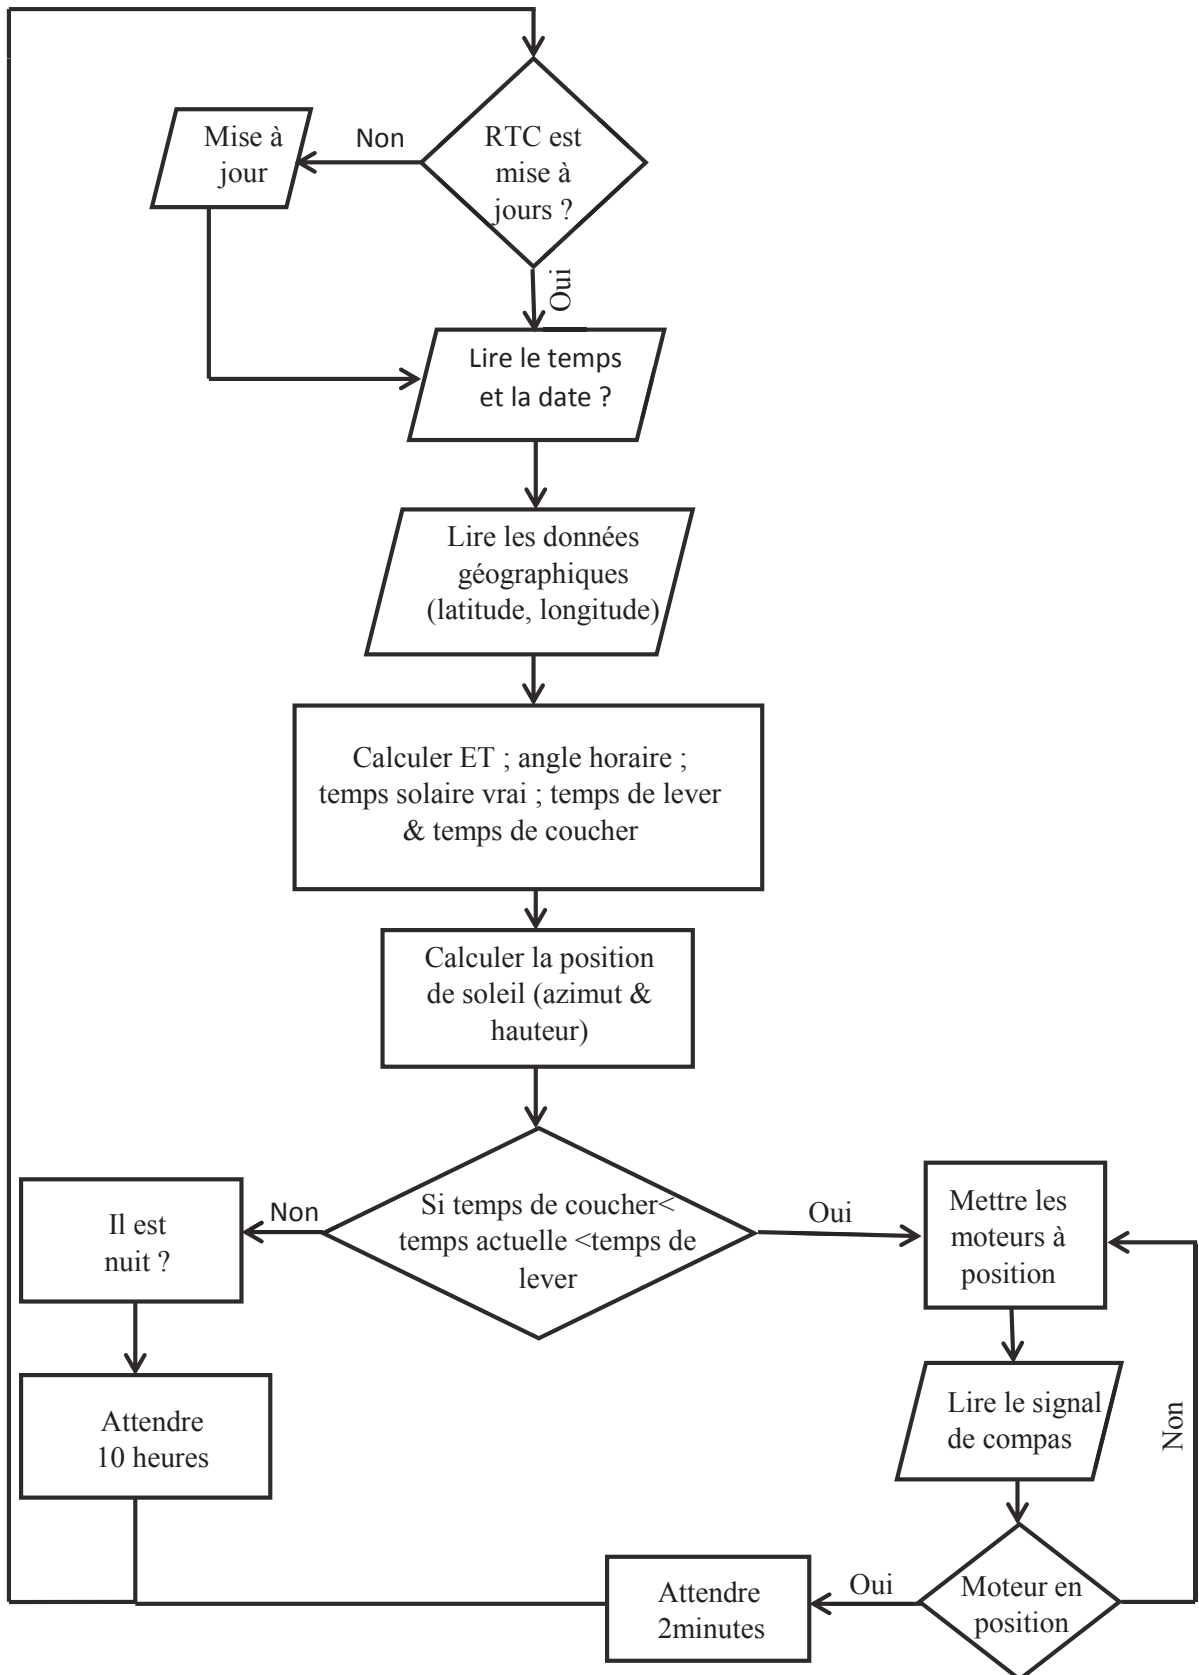 RTC est
mise à
jours ?
Non
Mise à
jour
Oui
Lire le temps
et la date ?
Lire les données
géographiques
(latitude, longitude)
Calculer ET ; angle horaire ;
temps solaire vrai ; temps de lever
& temps de coucher
Calculer la position
de soleil (azimut &
hauteur)
Si temps de coucher<
temps actuelle <temps de
lever
Non
Il est
nuit ?
Attendre
10 heures
Oui
Mettre les
moteurs à
position
Lire le signal
de compas
Non
Moteur en
position
Oui
Attendre
2minutes